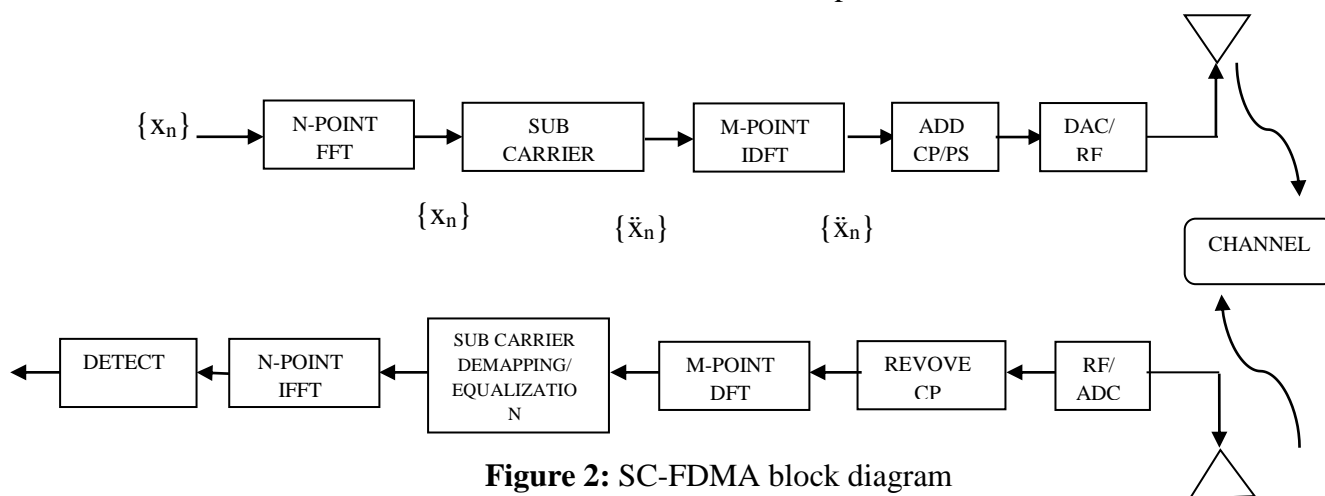 {xₙ}
N-POINT
FFT
SUB
CARRIER
M-POINT
IDFT
ADD
CP/PS
DAC/
RF
{xₙ}
{ẍₙ}
{ẍₙ}
CHANNEL
DETECT
N-POINT
IFFT
SUB CARRIER
DEMAPPING/
EQUALIZATIO
N
M-POINT
DFT
REVOVE
CP
RF/
ADC
Figure 2: SC-FDMA block diagram